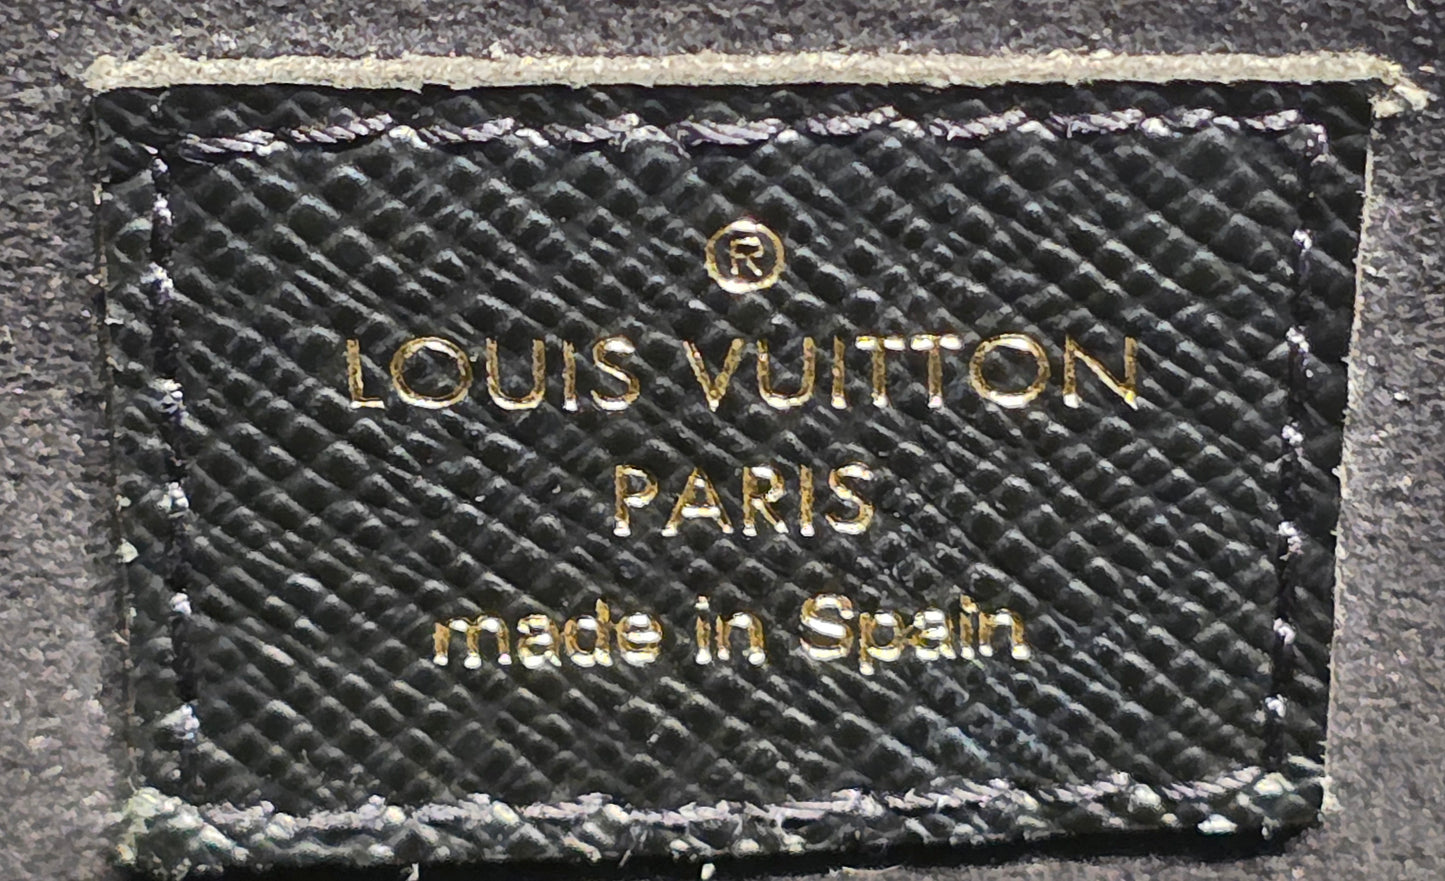 ®
LOUIS VUITTON
PARIS
made in Spain